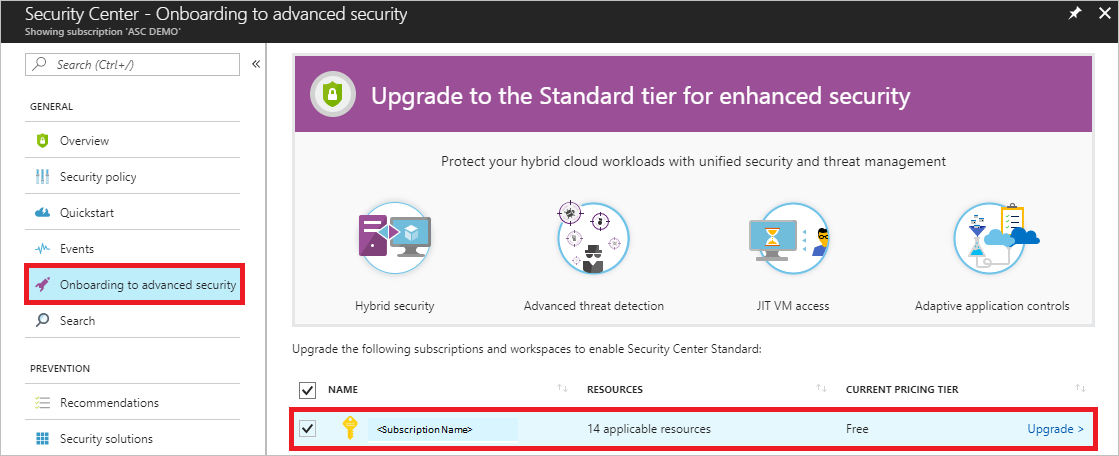 Security Center - Onboarding to advanced security
Showing subscription 'ASC DEMO'
Search (Ctrl+/)
GENERAL
Overview
Security policy
Quickstart
Events
Onboarding to advanced security
Search
PREVENTION
Recommendations
Security solutions
Upgrade to the Standard tier for enhanced security
Protect your hybrid cloud workloads with unified security and threat management
Hybrid security
Advanced threat detection
JIT VM access
Adaptive application controls
Upgrade the following subscriptions and workspaces to enable Security Center Standard:
NAME RESOURCES CURRENT PRICING TIER
<Subscription Name> 14 applicable resources Free Upgrade >